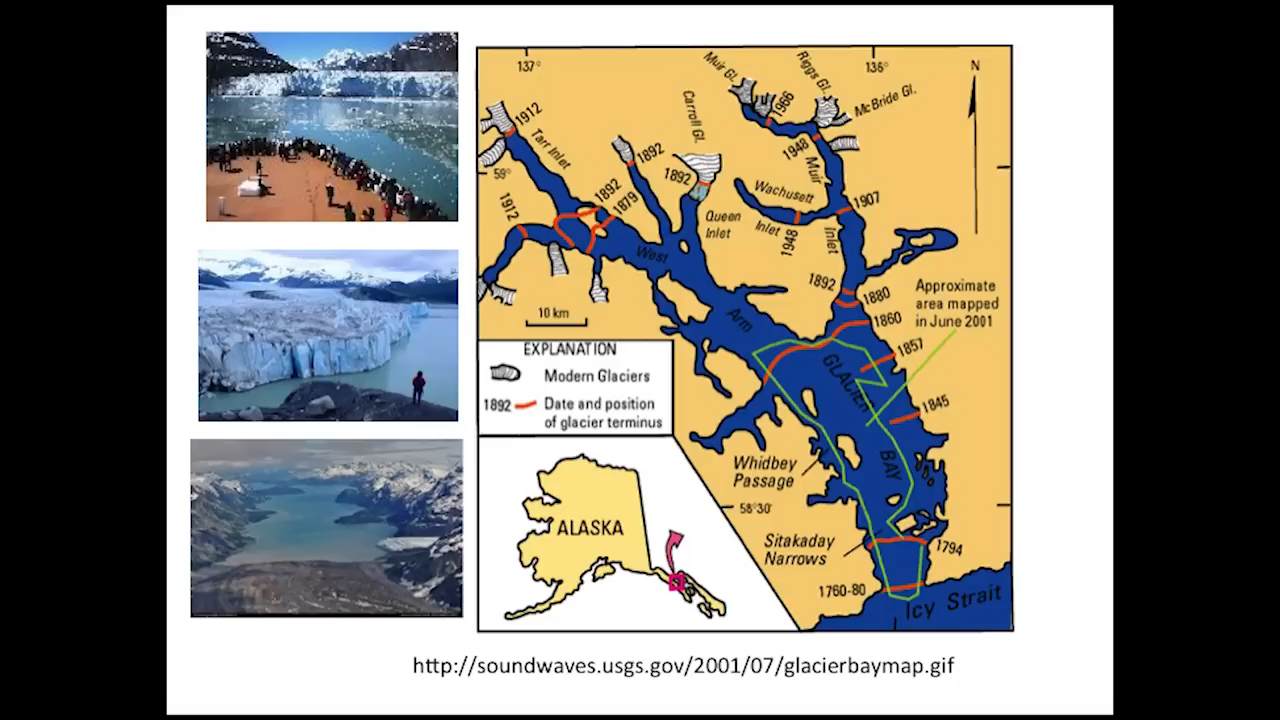 137°
136°
N
Muir Gl.
Riggs Gl.
McBride Gl.
Carroll Gl.
1966
1912
Tarr Inlet
1892
1948
Muir
59°
1892
Wachusett
1892
1879
1907
1912
Queen
Inlet
Inlet
1948
Inlet
West
1892
1880
Approximate
area mapped
in June 2001
10 km
Arm
1860
1857
EXPLANATION
Modern Glaciers
1892
Date and position
of glacier terminus
GLACIER
1845
BAY
Whidbey
Passage
58°30'
ALASKA
Sitakaday
Narrows
1794
1760-80
Icy Strait
http://soundwaves.usgs.gov/2001/07/glacierbaymap.gif